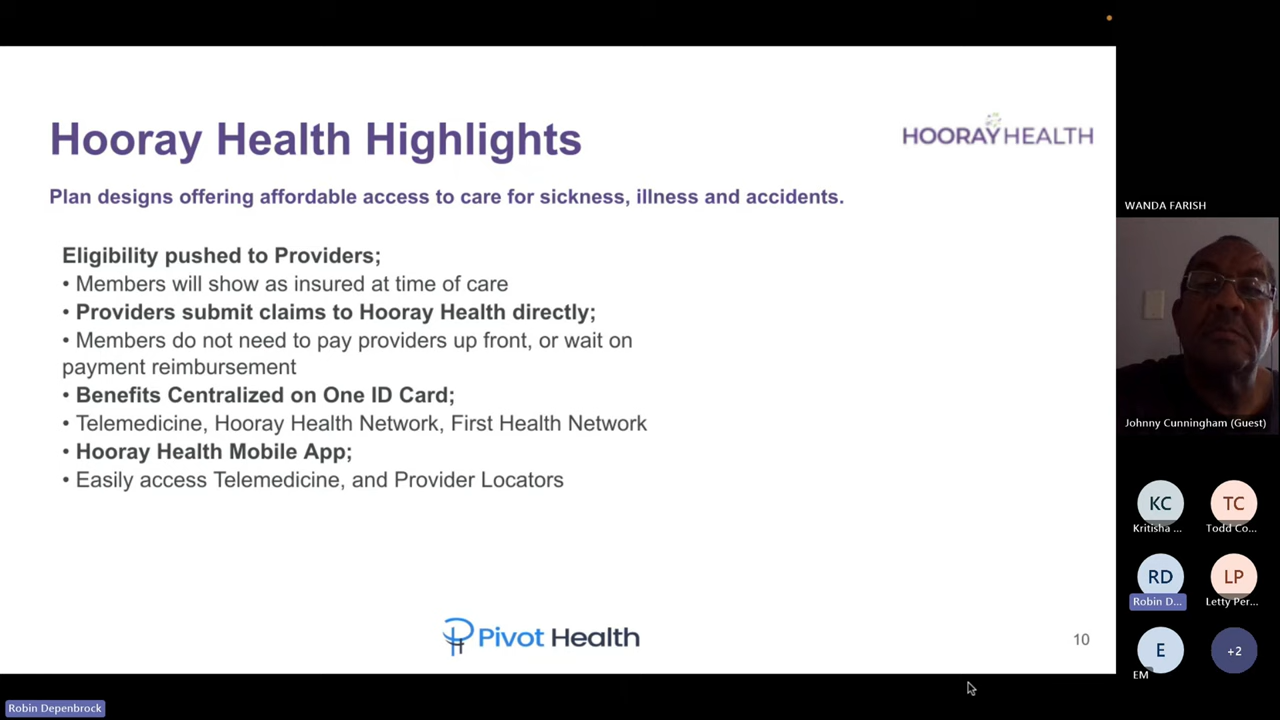 Hooray Health Highlights
HOORAY HEALTH
Plan designs offering affordable access to care for sickness, illness and accidents.
Eligibility pushed to Providers;
• Members will show as insured at time of care
• Providers submit claims to Hooray Health directly;
• Members do not need to pay providers up front, or wait on
payment reimbursement
• Benefits Centralized on One ID Card;
• Telemedicine, Hooray Health Network, First Health Network
• Hooray Health Mobile App;
• Easily access Telemedicine, and Provider Locators
Pivot Health
10
WANDA FARISH
Johnny Cunningham (Guest)
KC
TC
Kritisha ...
Todd Co...
RD
LP
Robin D...
Letty Per...
E
+2
EM
Robin Depenbrock